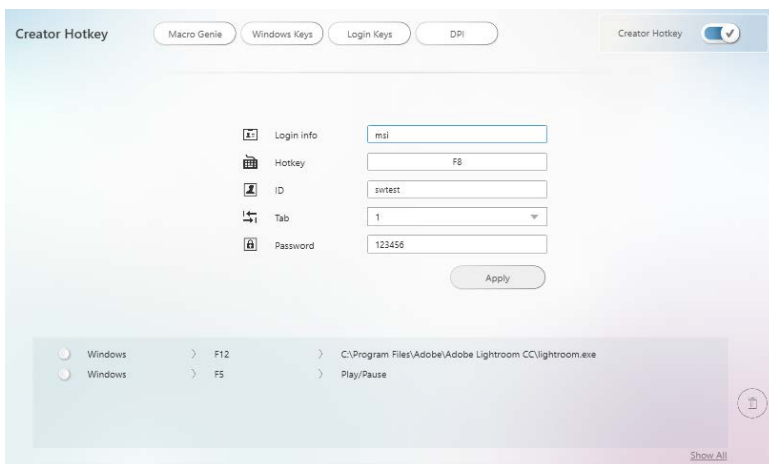 Creator Hotkey Macro Genie Windows Keys Login Keys DPI Creator Hotkey
Login info msi
Hotkey F8
ID swtest
Tab 1
Password 123456
Apply
Windows F12 C:\Program Files\Adobe\Adobe Lightroom CC\lightroom.exe
Windows F5 Play/Pause
Show All